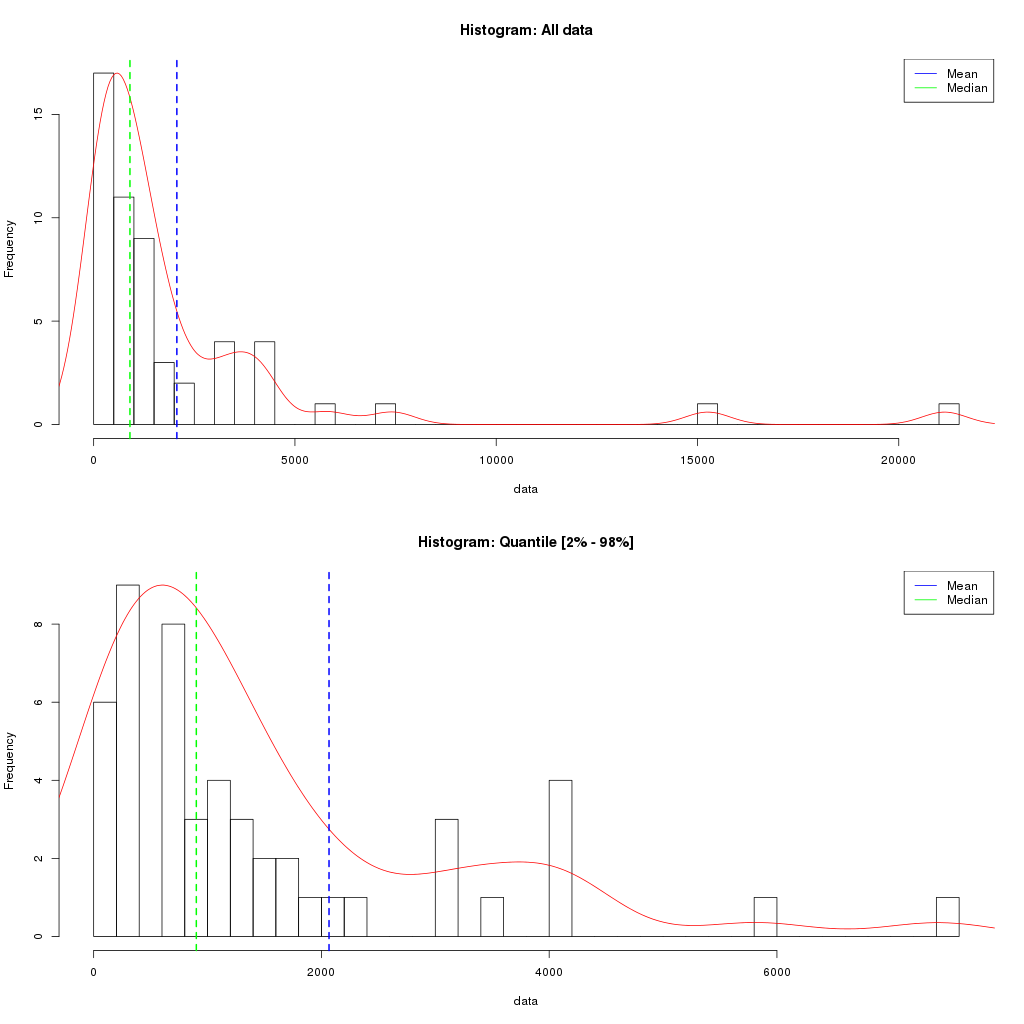 Histogram: All data
Mean
Median
Frequency
0
5
10
15
0
5000
10000
15000
20000
data
Histogram: Quantile [2% - 98%]
Mean
Median
Frequency
0
2
4
6
8
0
2000
4000
6000
data